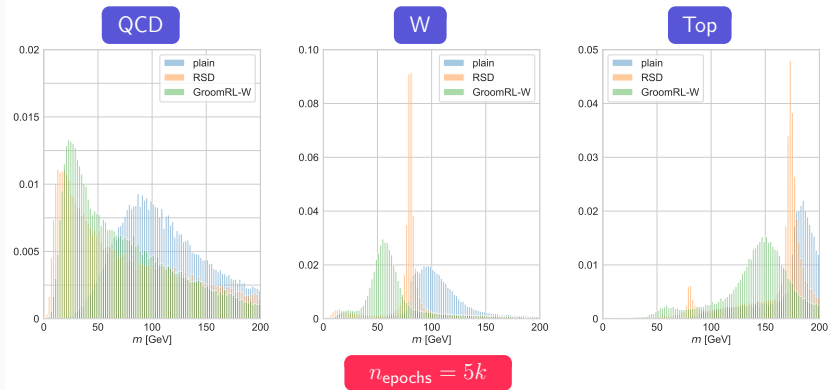 QCD
W
Top
0.02
0.015
0.01
0.005
0
0
50
100
150
200
m [GeV]
plain
RSD
GroomRL-W
0.10
0.08
0.06
0.04
0.02
0
0
50
100
150
200
m [GeV]
plain
RSD
GroomRL-W
0.05
0.04
0.03
0.02
0.01
0
0
50
100
150
200
m [GeV]
plain
RSD
GroomRL-W
n_epochs = 5k